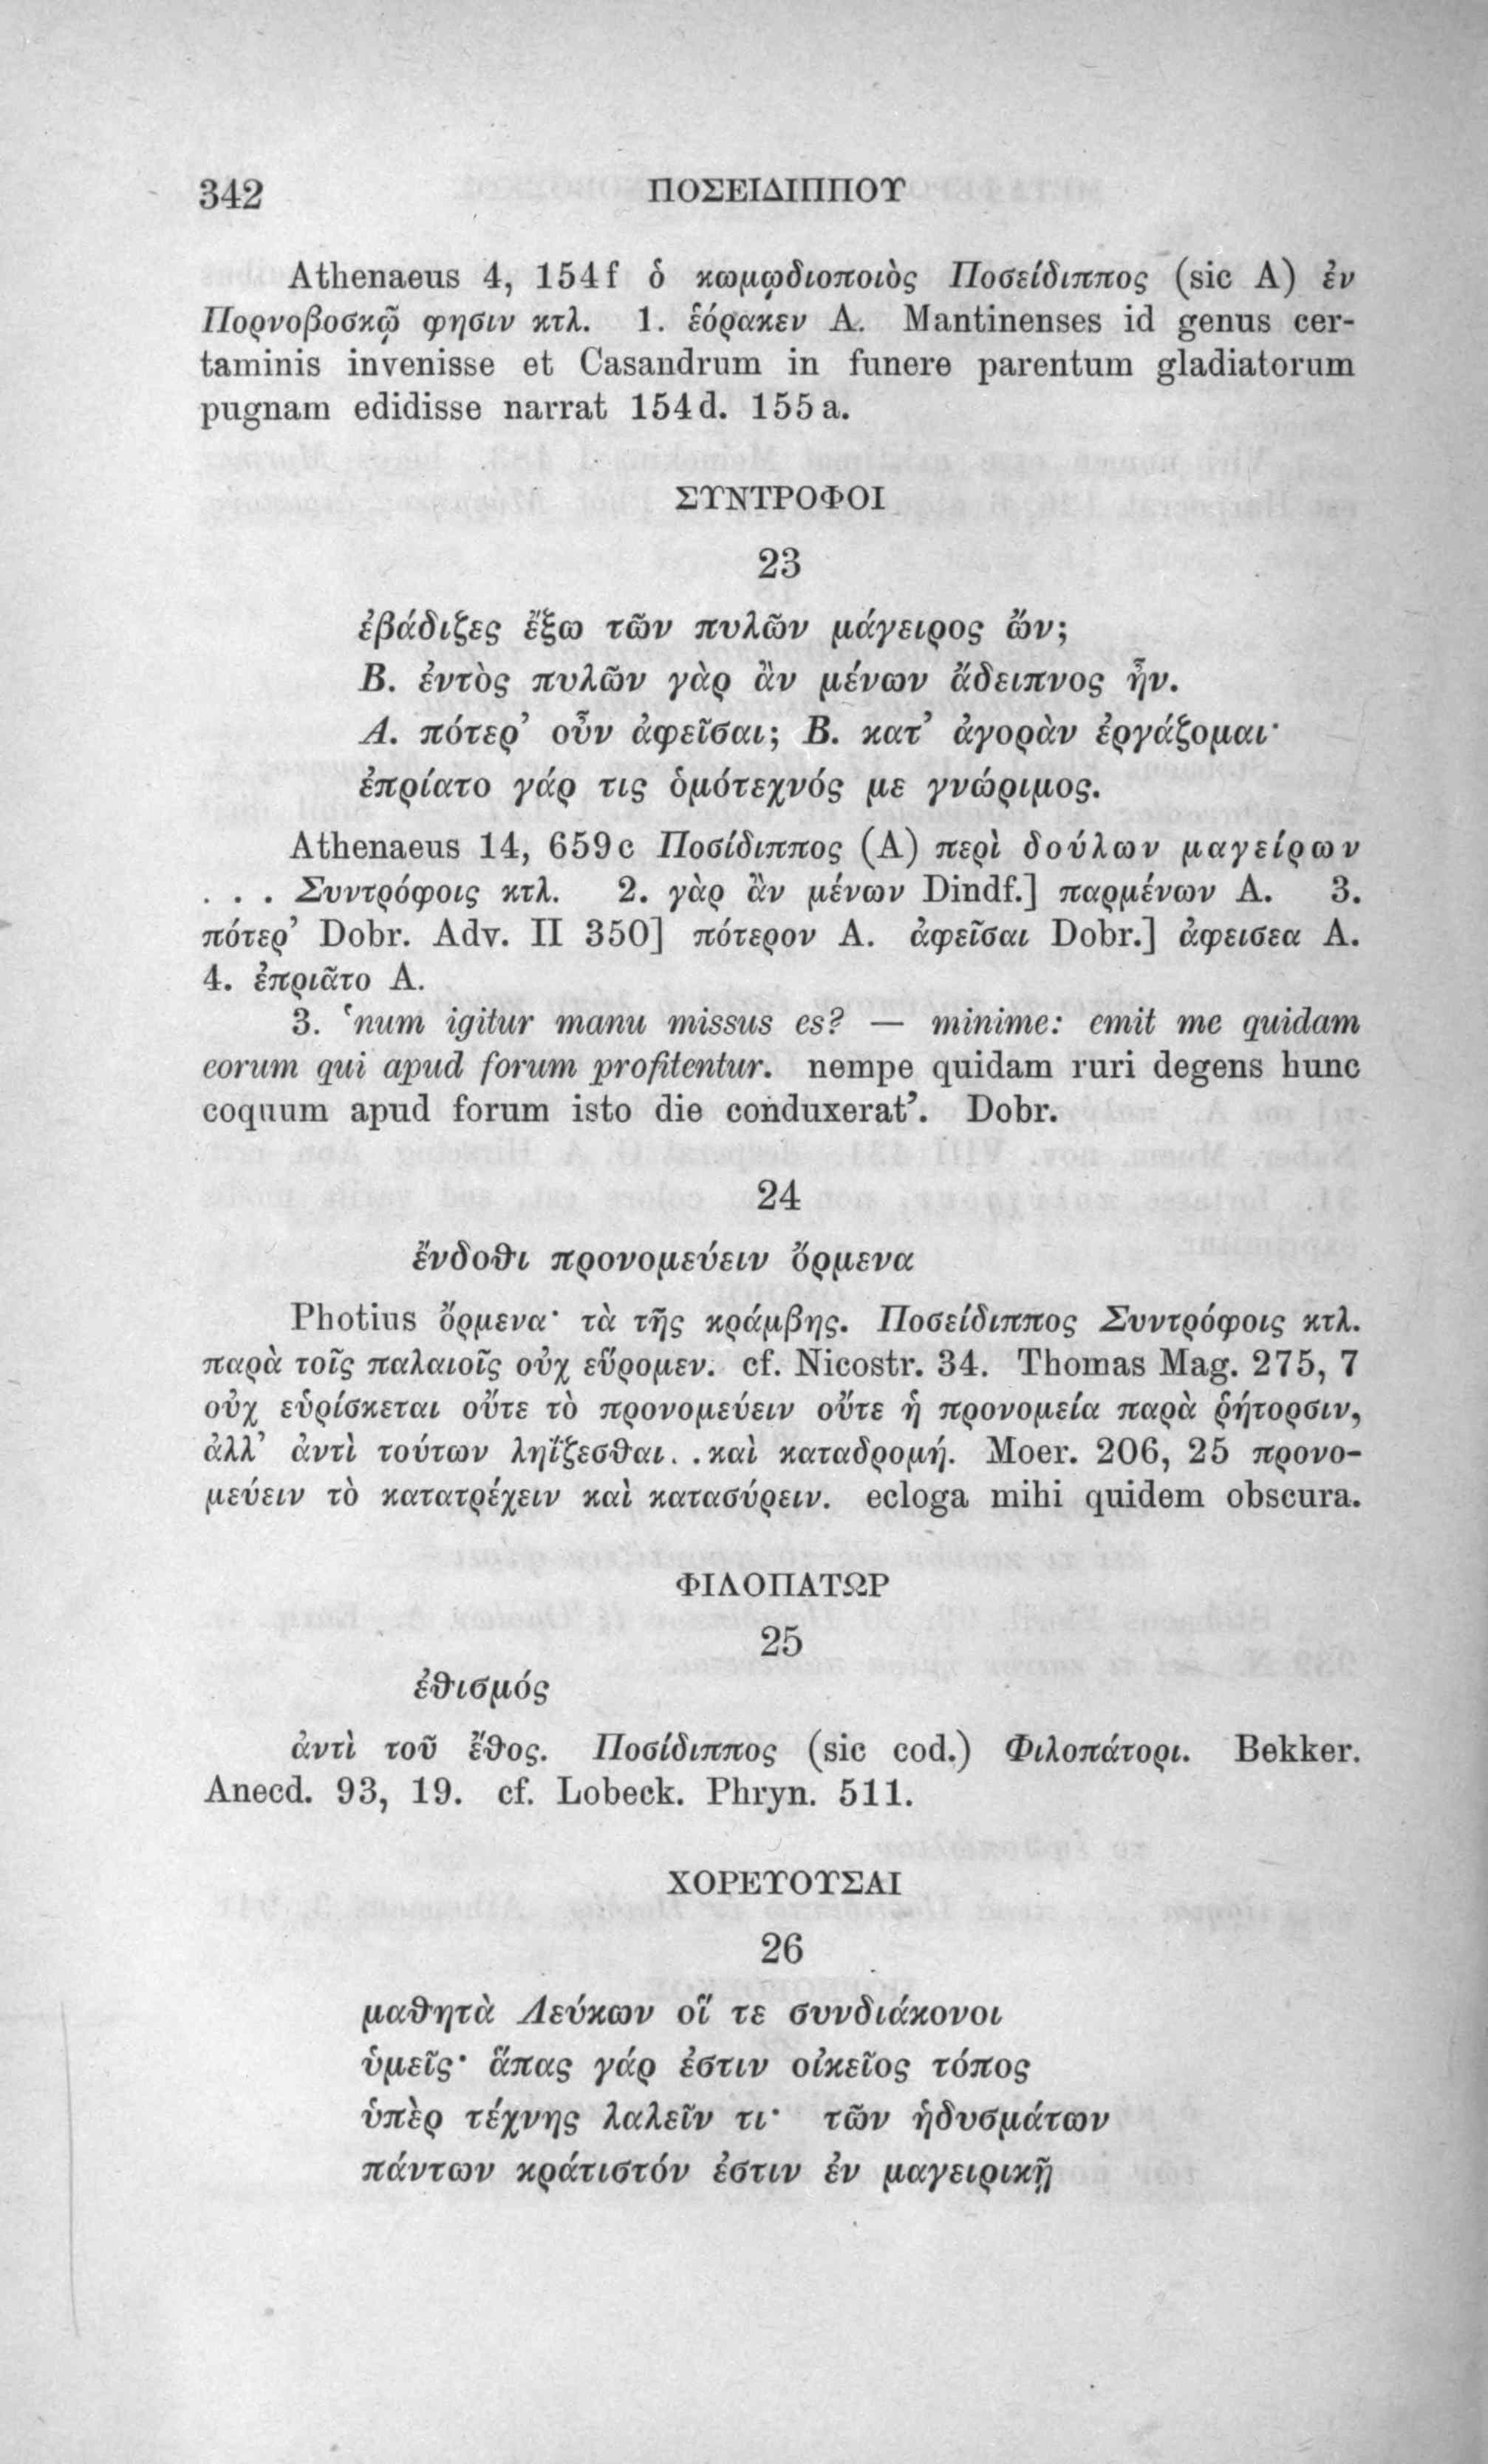 342 ΠΟΣΕΙΔΙΠΠΟΥ
Athenaeus 4, 154f ὁ κωμῳδιοποιὸς Ποσείδιππος (sic A) ἐν
Πορνοβοσκῷ φησιν κτλ. 1. ἑόρακεν A. Mantinenses id genus cer-
taminis invenisse et Casandrum in funere parentum gladiatorum
pugnam edidisse narrat 154d. 155a.
ΣΥΝΤΡΟΦΟΙ
23
ἐβάδιζες ἔξω τῶν πυλῶν μάγειρος ὤν;
Β. ἐντὸς πυλῶν γὰρ ἂν μένων ἄδειπνος ἦν.
Α. πότερ’ οὖν ἀφεῖσαι; Β. κατ’ ἀγορὰν ἐργάζομαι·
ἐπρίατο γάρ τις ὁμότεχνός με γνώριμος.
Athenaeus 14, 659c Ποσίδιππος (A) περὶ δούλων μαγείρων
. . . Συντρόφοις κτλ. 2. γὰρ ἂν μένων Dindf.] παρμένων A. 3.
πότερ’ Dobr. Adv. II 350] πότερον A. ἀφεῖσαι Dobr.] ἀφεισεα A.
4. ἐπριᾶτο A.
3. ‘num igitur manu missus es? — minime: emit me quidam
eorum qui apud forum profitentur. nempe quidam ruri degens hunc
coquum apud forum isto die conduxerat’. Dobr.
24
ἔνδοθι προνομεύειν ὄρμενα
Photius ὄρμενα· τὰ τῆς κράμβης. Ποσείδιππος Συντρόφοις κτλ.
παρὰ τοῖς παλαιοῖς οὐχ εὕρομεν. cf. Nicostr. 34. Thomas Mag. 275, 7
οὐχ εὑρίσκεται οὔτε τὸ προνομεύειν οὔτε ἡ προνομεία παρὰ ῥήτορσιν,
ἀλλ’ ἀντὶ τούτων ληΐζεσθαι. . καὶ καταδρομή. Moer. 206, 25 προνο-
μεύειν τὸ κατατρέχειν καὶ κατασύρειν. ecloga mihi quidem obscura.
ΦΙΛΟΠΑΤΩΡ
25
ἐθισμός
ἀντὶ τοῦ ἔθος. Ποσίδιππος (sic cod.) Φιλοπάτορι. Bekker.
Anecd. 93, 19. cf. Lobeck. Phryn. 511.
ΧΟΡΕΥΟΥΣΑΙ
26
μαθητὰ Λεύκων οἵ τε συνδιάκονοι
ὑμεῖς· ἅπας γάρ ἐστιν οἰκεῖος τόπος
ὑπὲρ τέχνης λαλεῖν τι· τῶν ἡδυσμάτων
πάντων κράτιστόν ἐστιν ἐν μαγειρικῇ